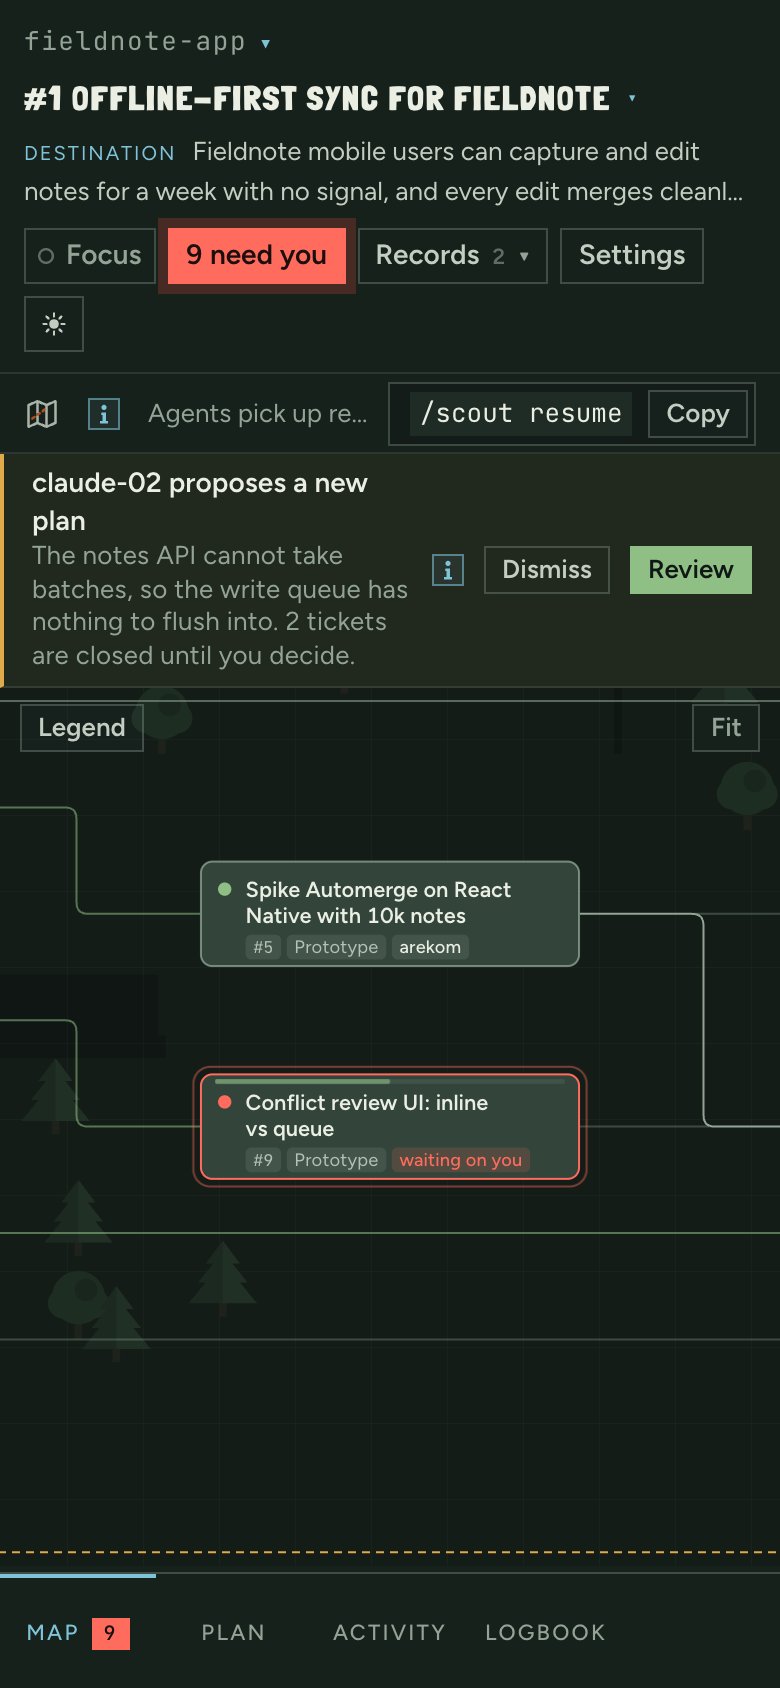 fieldnote-app ▾
#1 OFFLINE-FIRST SYNC FOR FIELDNOTE ▾
DESTINATION Fieldnote mobile users can capture and edit
notes for a week with no signal, and every edit merges cleanl...
Focus
9 need you
Records 2 ▾
Settings
Agents pick up re...
/scout resume
Copy
claude-02 proposes a new
plan
The notes API cannot take
batches, so the write queue has
nothing to flush into. 2 tickets
are closed until you decide.
i
Dismiss
Review
Legend
Fit
Spike Automerge on React
Native with 10k notes
#5 Prototype arekom
Conflict review UI: inline
vs queue
#9 Prototype waiting on you
MAP 9
PLAN
ACTIVITY
LOGBOOK